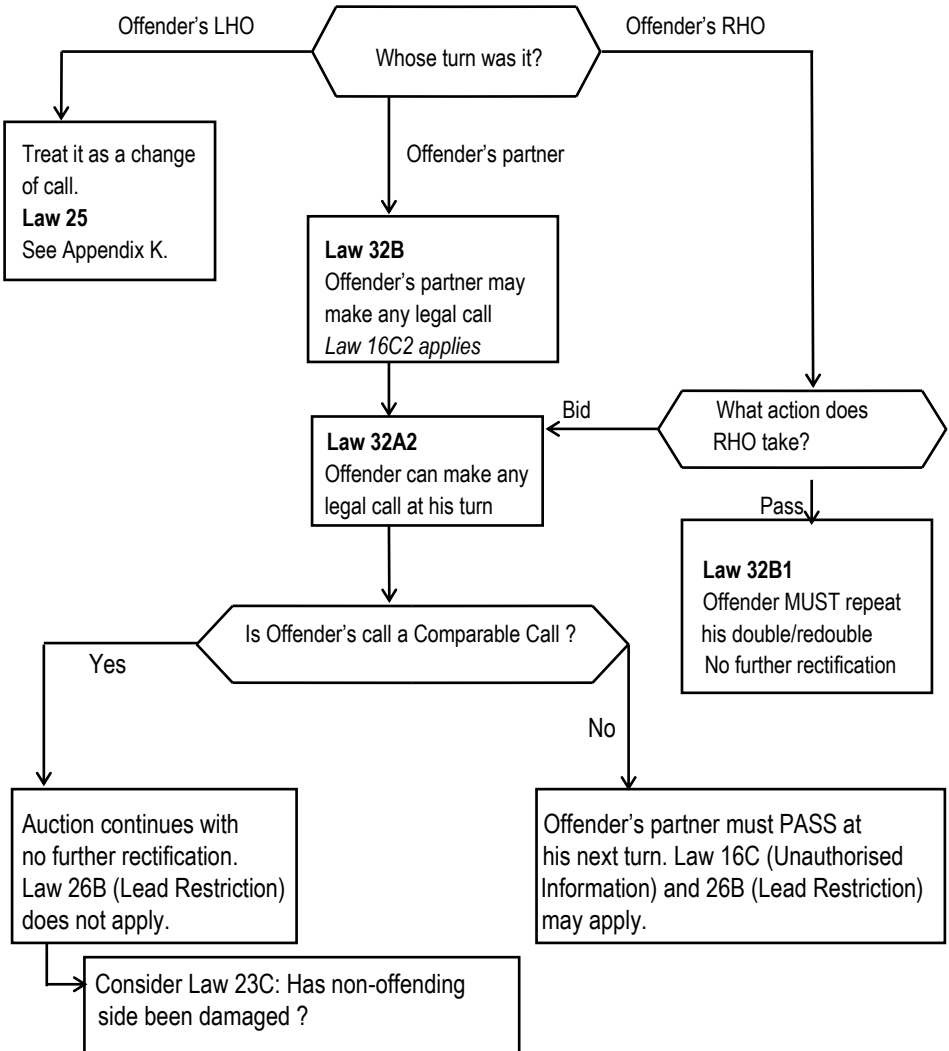 Offender's LHO
Whose turn was it?
Offender's RHO
Treat it as a change
of call.
Law 25
See Appendix K.
Offender's partner
Law 32B
Offender's partner may
make any legal call
Law 16C2 applies
Bid
What action does
RHO take?
Law 32A2
Offender can make any
legal call at his turn
Pass
Law 32B1
Offender MUST repeat
his double/redouble
No further rectification
Is Offender's call a Comparable Call ?
Yes
No
Auction continues with
no further rectification.
Law 26B (Lead Restriction)
does not apply.
Offender's partner must PASS at
his next turn. Law 16C (Unauthorised
Information) and 26B (Lead Restriction)
may apply.
Consider Law 23C: Has non-offending
side been damaged ?